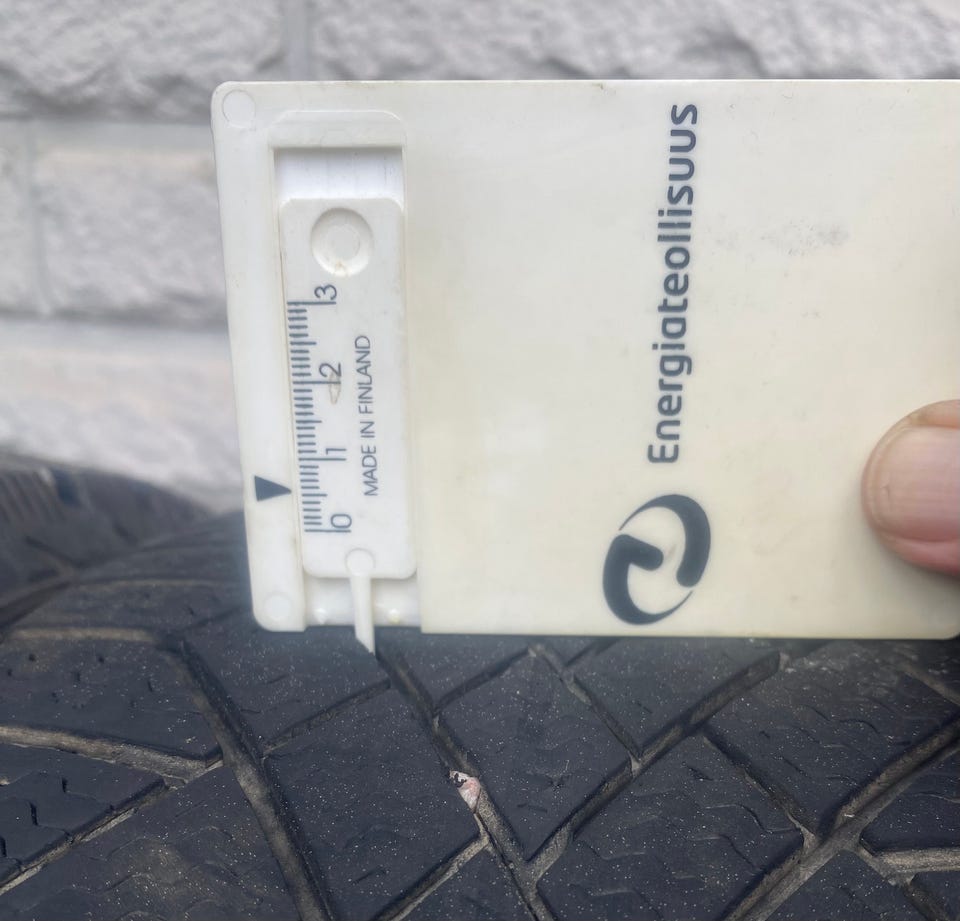 0 1 2 3
MADE IN FINLAND
Energiateollisuus